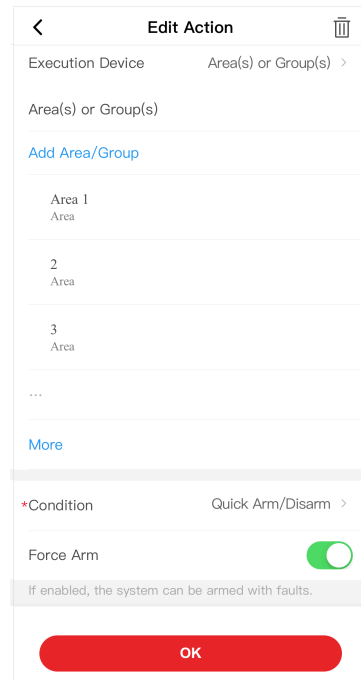 Edit Action
Execution Device Area(s) or Group(s)
Area(s) or Group(s)
Add Area/Group
Area 1
Area
2
Area
3
Area
...
More
*Condition Quick Arm/Disarm
Force Arm
If enabled, the system can be armed with faults.
OK